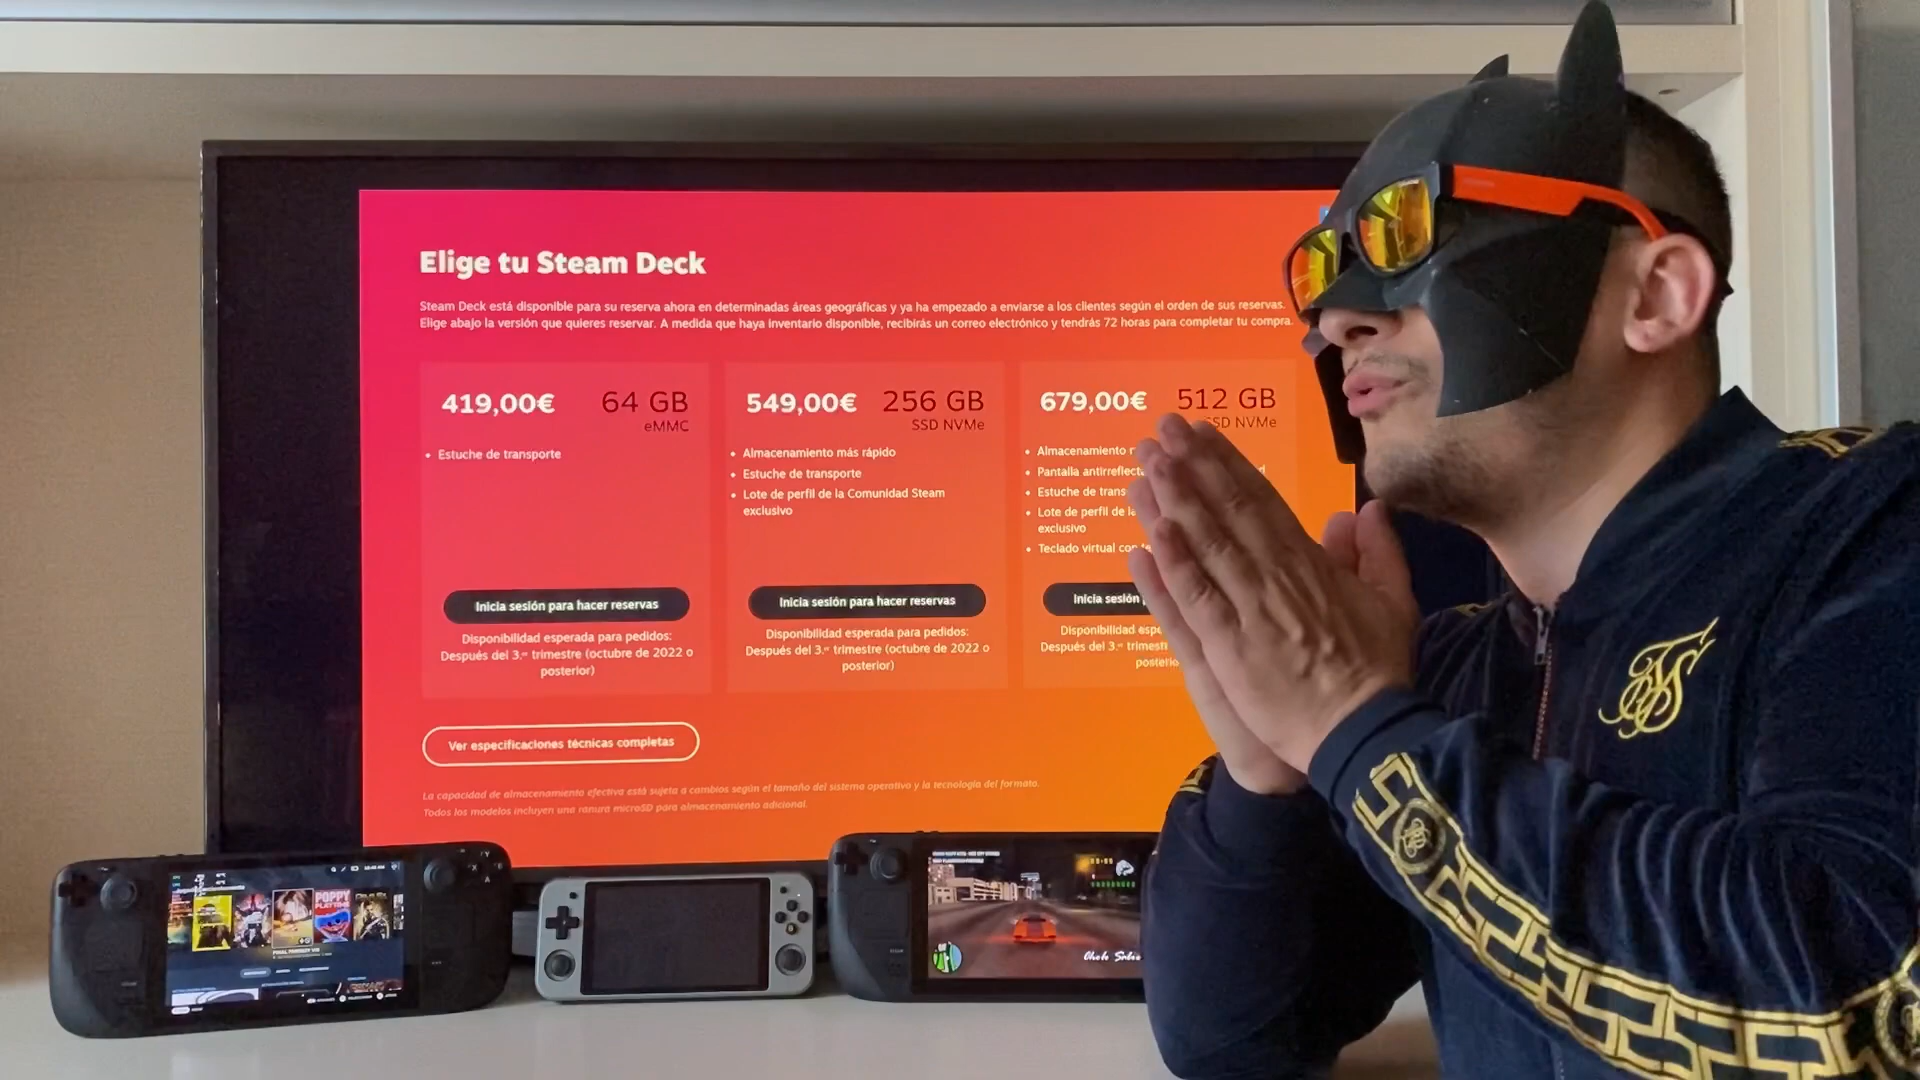 Elige tu Steam Deck
Steam Deck está disponible para su reserva ahora en determinadas áreas geográficas y ya ha empezado a enviarse a los clientes según el orden de sus reservas.
Elige abajo la versión que quieres reservar. A medida que haya inventario disponible, recibirás un correo electrónico y tendrás 72 horas para completar tu compra.
419,00€ 64 GB
eMMC
• Estuche de transporte
Inicia sesión para hacer reservas
Disponibilidad esperada para pedidos:
Después del 3.er trimestre (octubre de 2022 o
posterior)
549,00€ 256 GB
SSD NVMe
• Almacenamiento más rápido
• Estuche de transporte
• Lote de perfil de la Comunidad Steam
exclusivo
Inicia sesión para hacer reservas
Disponibilidad esperada para pedidos:
Después del 3.er trimestre (octubre de 2022 o
posterior)
679,00€ 512 GB
SSD NVMe
• Almacenamiento
• Pantalla
• Estuche de
• Lote de perfil de
exclusivo
• Teclado virtual con
Inicia sesión
Disponibilidad
Después del 3.er
Ver especificaciones técnicas completas
La capacidad de almacenamiento efectiva está sujeta a cambios según el tamaño del sistema operativo y la tecnología del formato.
Todos los modelos incluyen una ranura microSD para almacenamiento adicional.
POPPY
PLAYTIME
FINAL FANTASY VIII